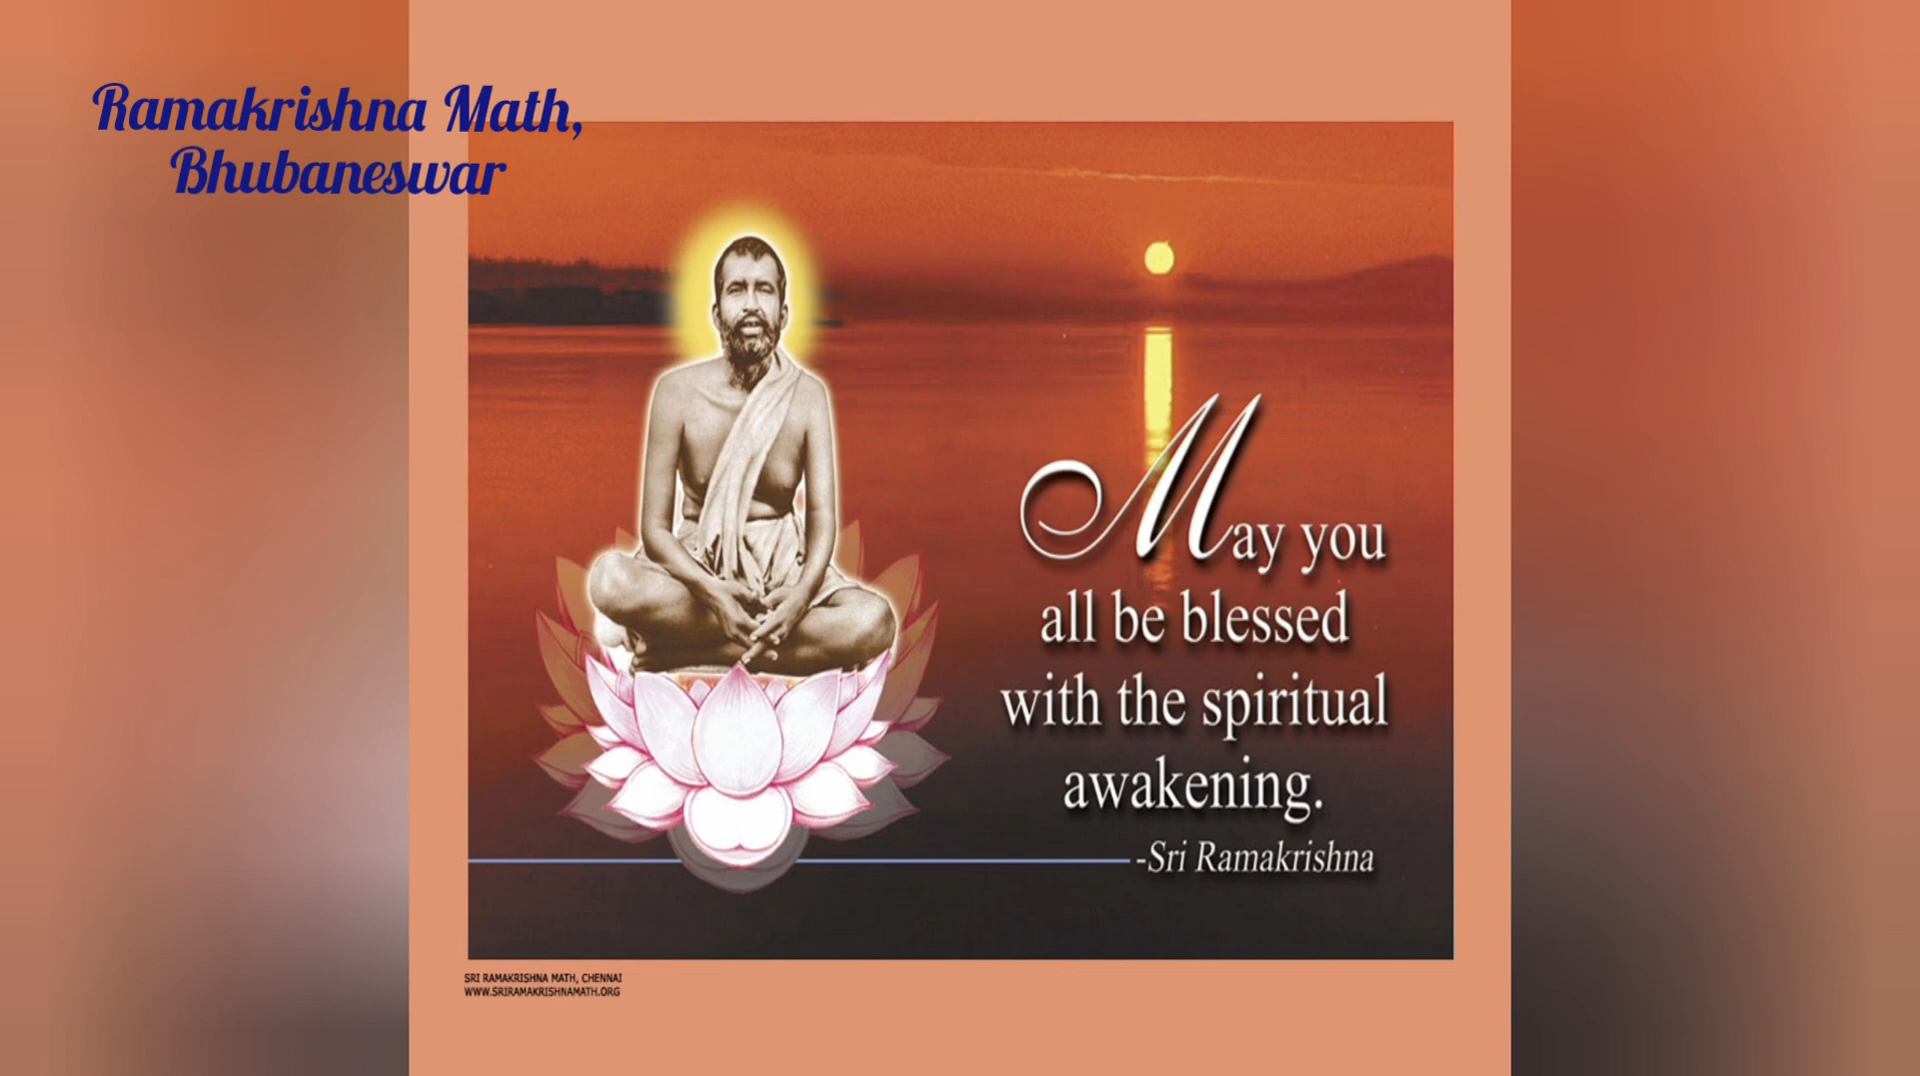 Ramakrishna Math,
Bhubaneswar
May you
all be blessed
with the spiritual
awakening.
-Sri Ramakrishna
SRI RAMAKRISHNA MATH, CHENNAI
WWW.SRIRAMAKRISHNAMATH.ORG